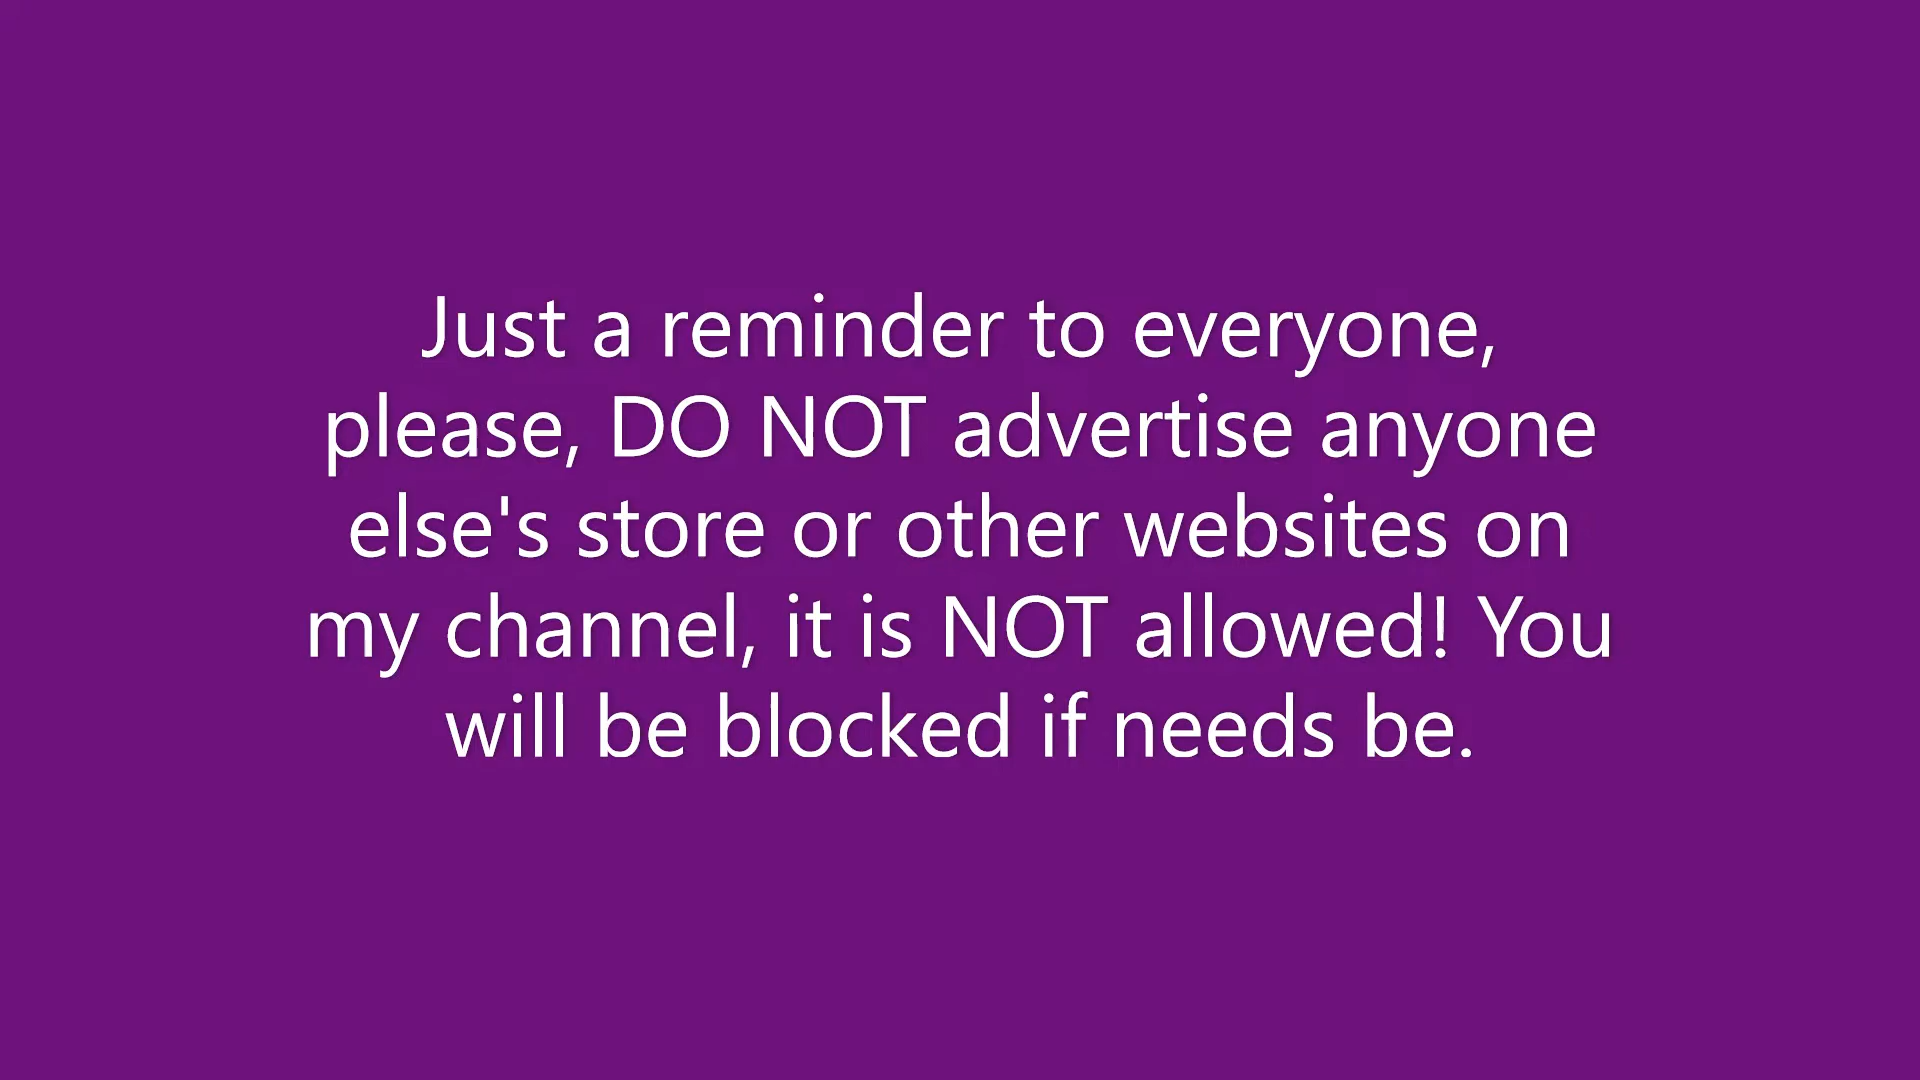 Just a reminder to everyone,
please, DO NOT advertise anyone
else's store or other websites on
my channel, it is NOT allowed! You
will be blocked if needs be.